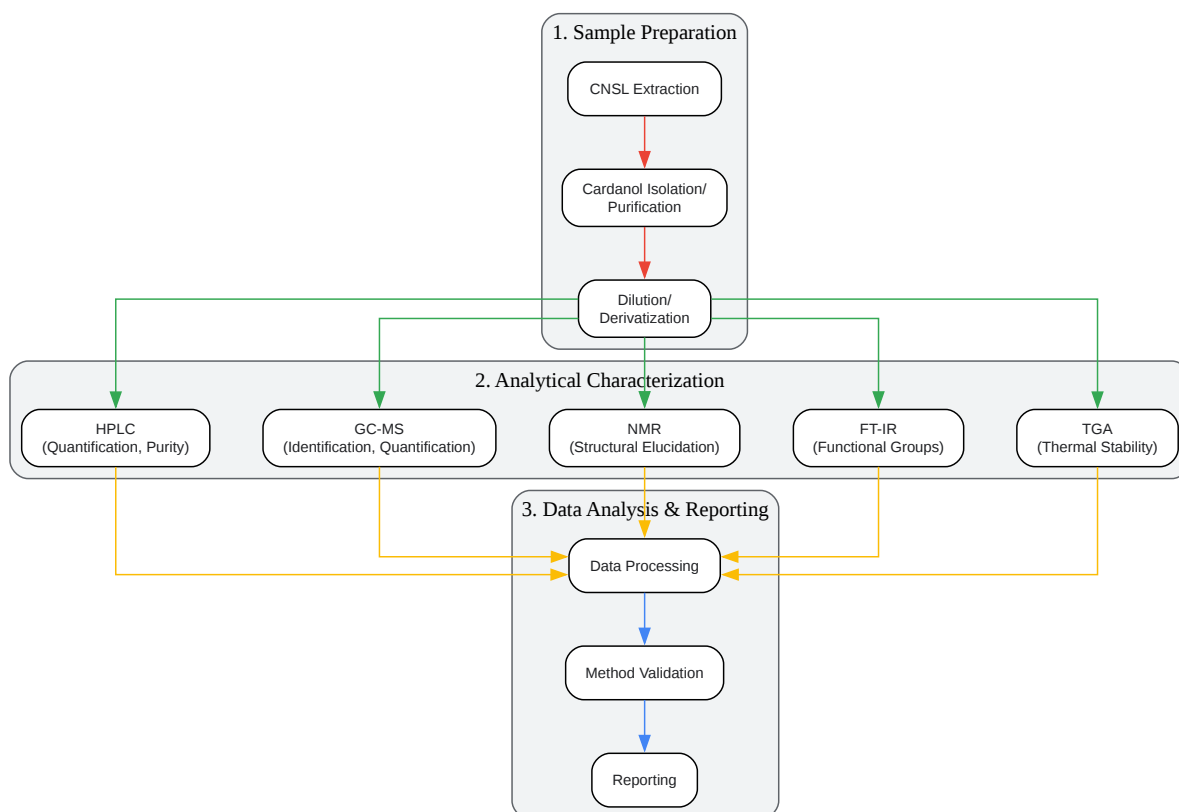 1. Sample Preparation
CNSL Extraction
Cardanol Isolation/
Purification
Dilution/
Derivatization
2. Analytical Characterization
HPLC
(Quantification, Purity)
GC-MS
(Identification, Quantification)
NMR
(Structural Elucidation)
FT-IR
(Functional Groups)
TGA
(Thermal Stability)
3. Data Analysis & Reporting
Data Processing
Method Validation
Reporting